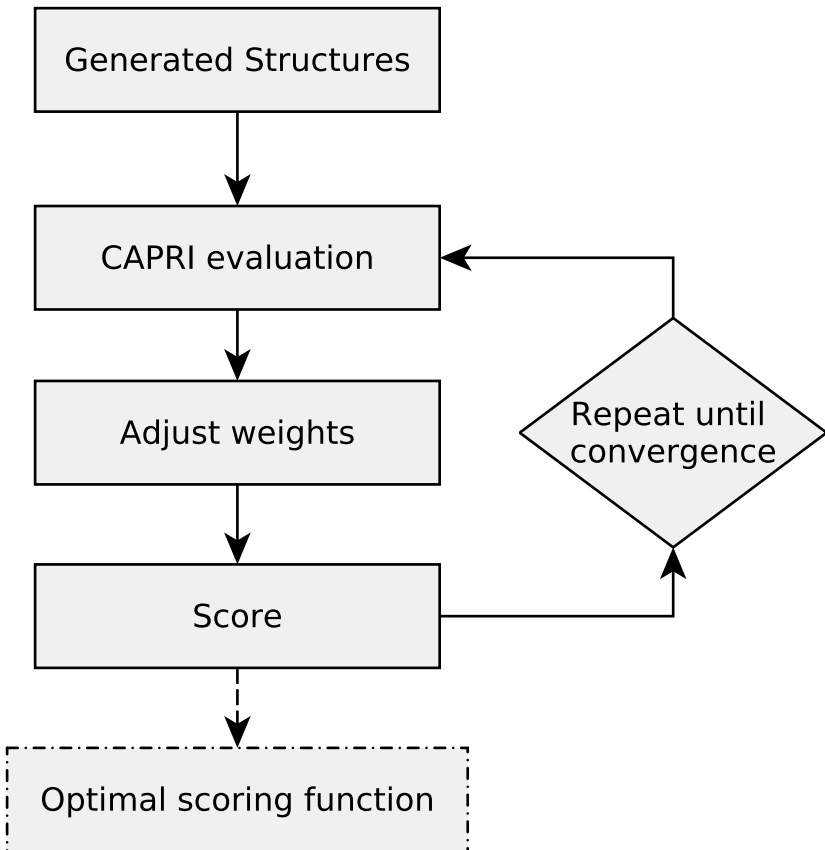 Generated Structures
CAPRI evaluation
Adjust weights
Repeat until
convergence
Score
Optimal scoring function